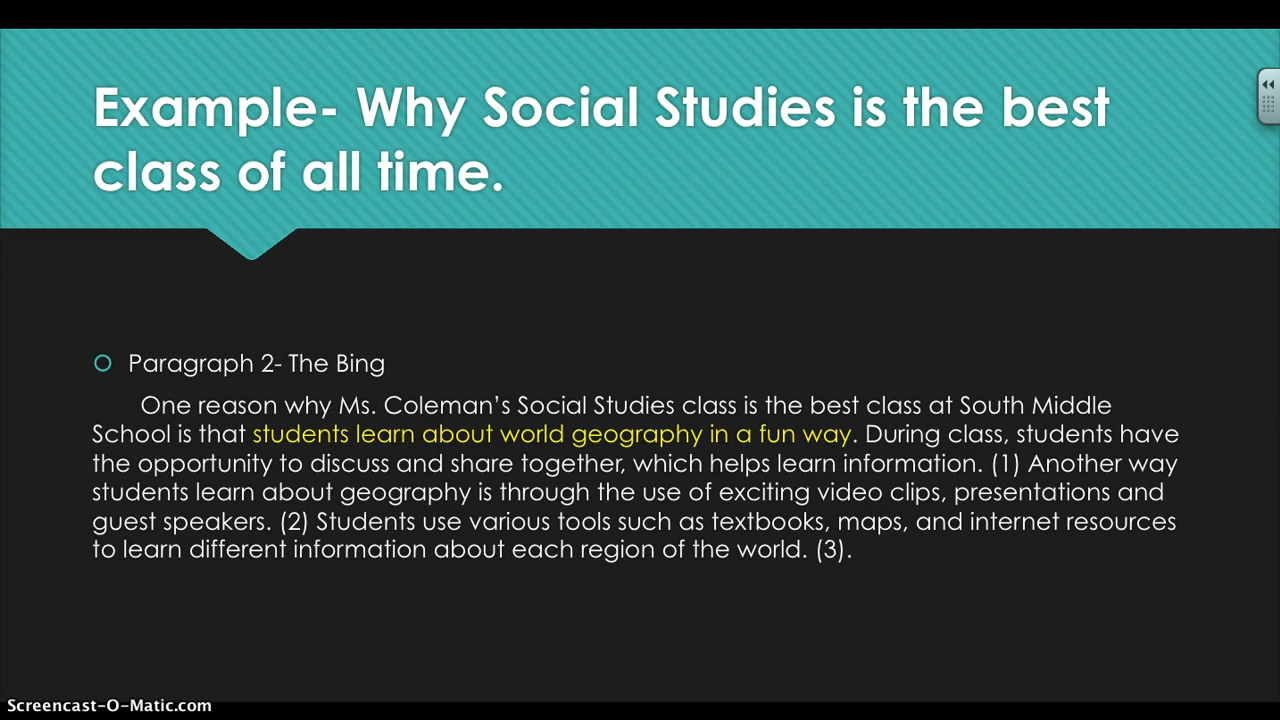 Example- Why Social Studies is the best
class of all time.
Paragraph 2- The Bing
One reason why Ms. Coleman’s Social Studies class is the best class at South Middle
School is that students learn about world geography in a fun way. During class, students have
the opportunity to discuss and share together, which helps learn information. (1) Another way
students learn about geography is through the use of exciting video clips, presentations and
guest speakers. (2) Students use various tools such as textbooks, maps, and internet resources
to learn different information about each region of the world. (3).
Screencast-O-Matic.com